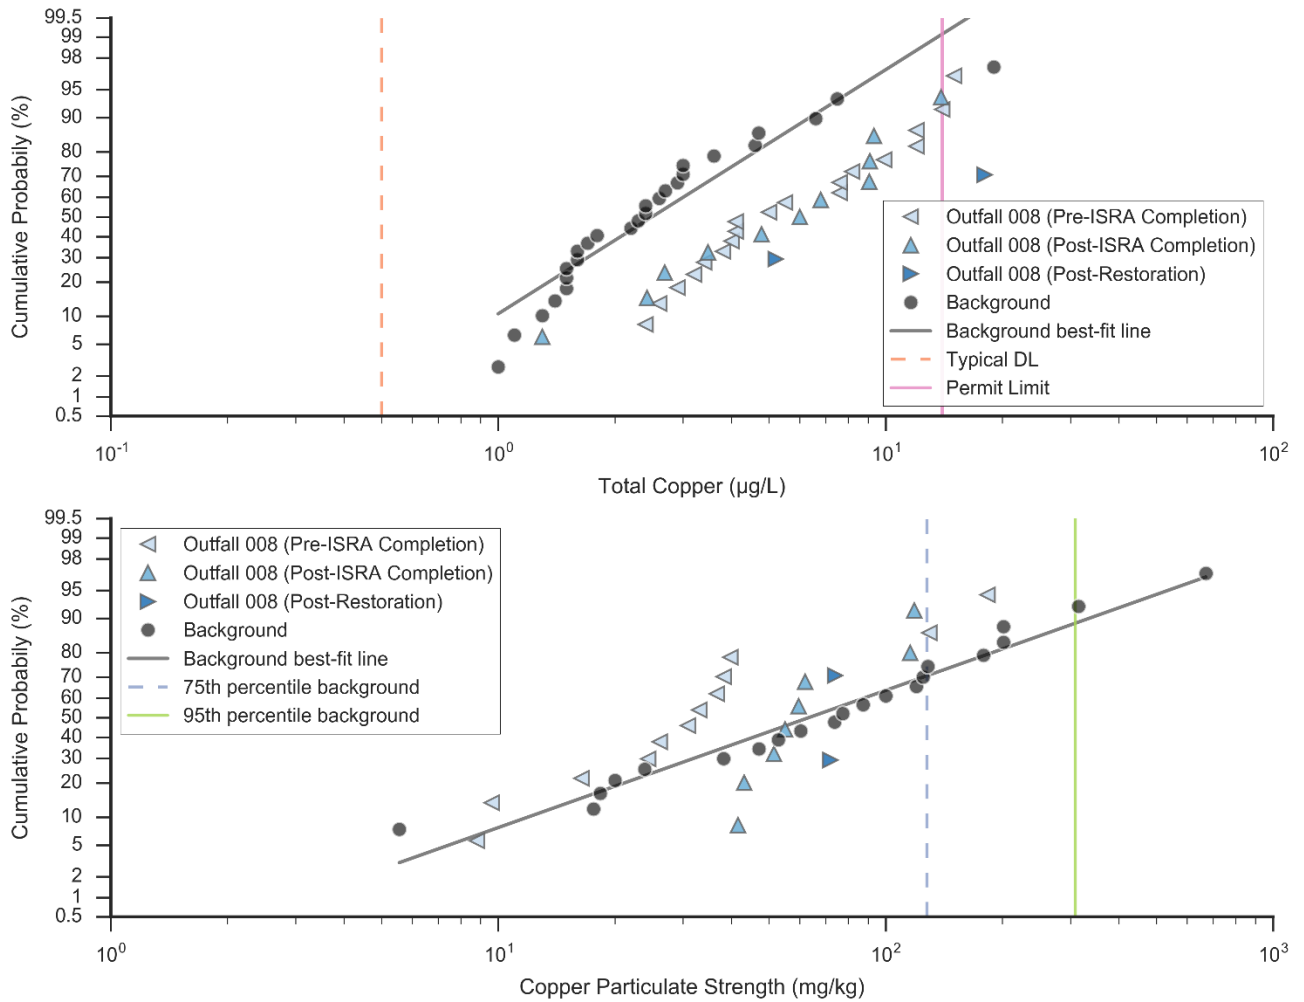 99.5
99
98
95
90
80
70
60
50
40
30
20
10
5
2
1
0.5
Cumulative Probabily (%)
Outfall 008 (Pre-ISRA Completion)
Outfall 008 (Post-ISRA Completion)
Outfall 008 (Post-Restoration)
Background
Background best-fit line
Typical DL
Permit Limit
10-1 100 101 102
Total Copper (µg/L)
99.5
99
98
95
90
80
70
60
50
40
30
20
10
5
2
1
0.5
Cumulative Probabily (%)
Outfall 008 (Pre-ISRA Completion)
Outfall 008 (Post-ISRA Completion)
Outfall 008 (Post-Restoration)
Background
Background best-fit line
75th percentile background
95th percentile background
100 101 102 103
Copper Particulate Strength (mg/kg)